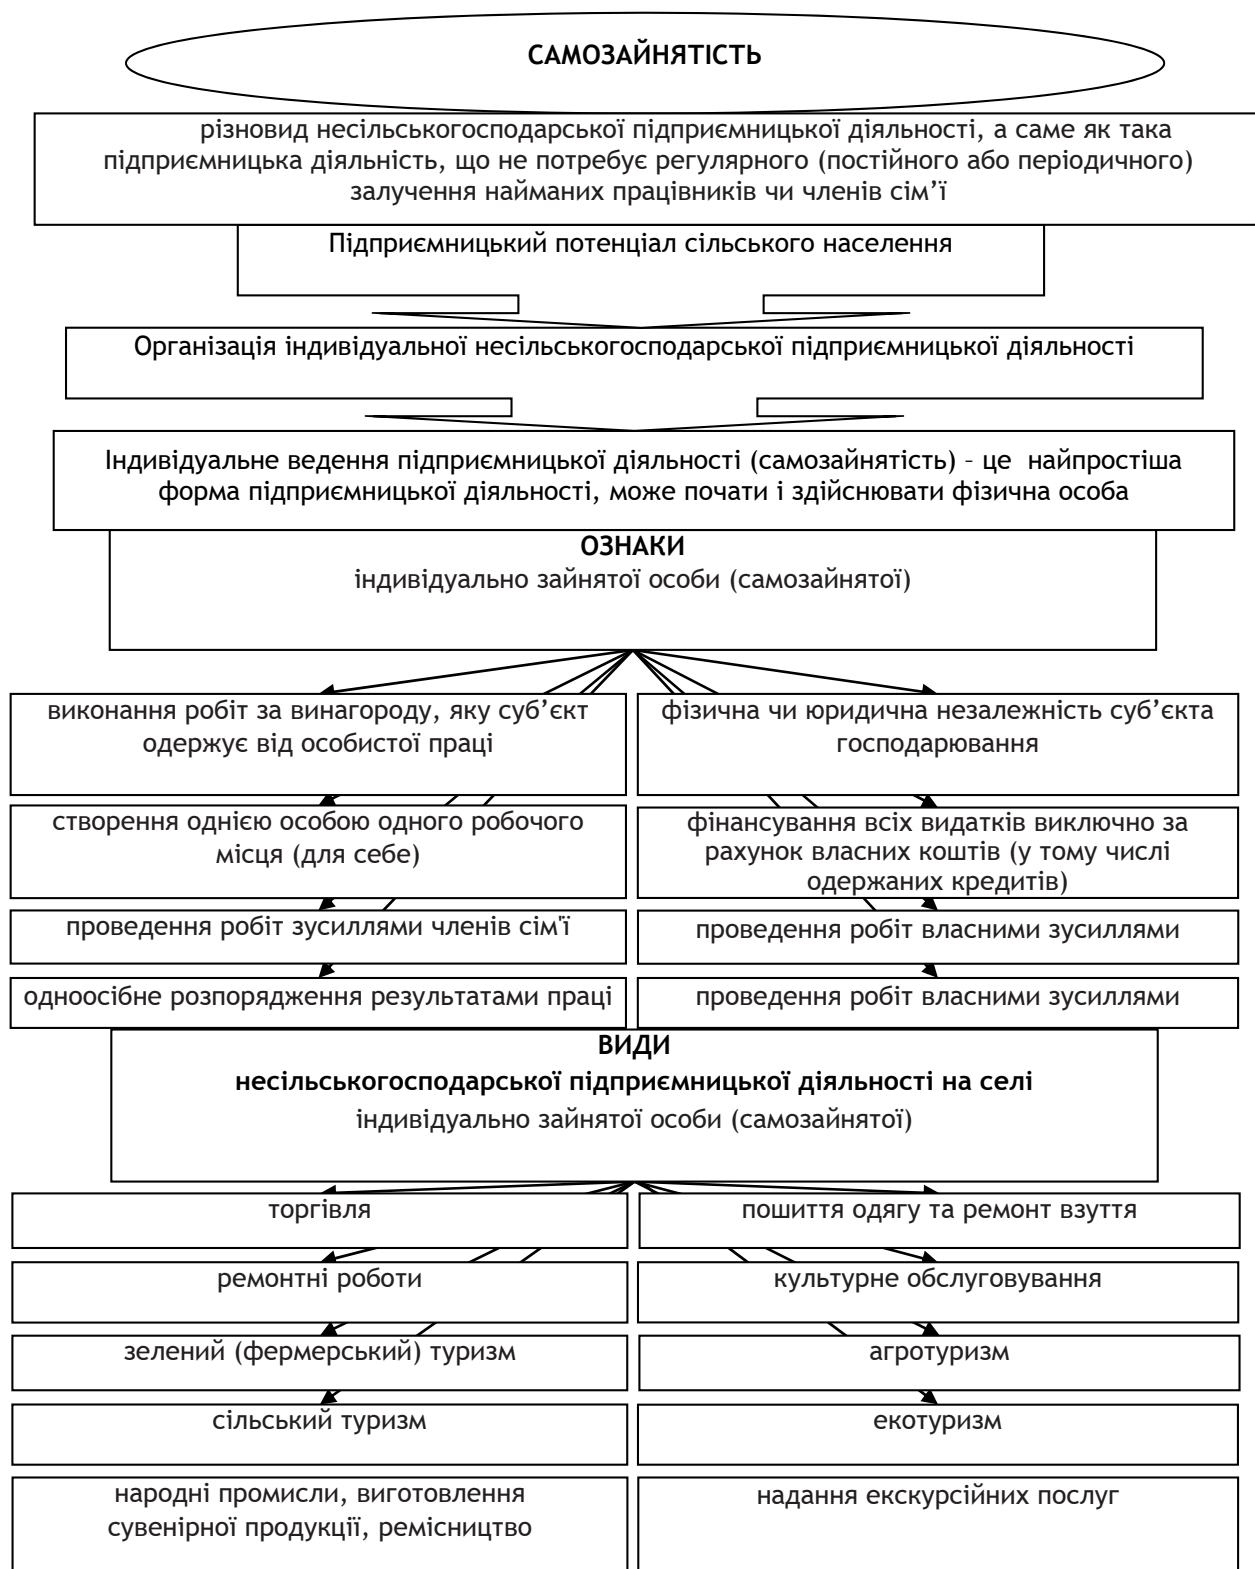 САМОЗАЙНЯТІСТЬ
різновид несільськогосподарської підприємницької діяльності, а саме як така
підприємницька діяльність, що не потребує регулярного (постійного або періодичного)
залучення найманих працівників чи членів сім’ї
Підприємницький потенціал сільського населення
Організація індивідуальної несільськогосподарської підприємницької діяльності
Індивідуальне ведення підприємницької діяльності (самозайнятість) - це найпростіша
форма підприємницької діяльності, може почати і здійснювати фізична особа
ОЗНАКИ
індивідуально зайнятої особи (самозайнятої)
виконання робіт за винагороду, яку суб’єкт
одержує від особистої праці
фізична чи юридична незалежність суб’єкта
господарювання
створення однією особою одного робочого
місця (для себе)
фінансування всіх видатків виключно за
рахунок власних коштів (у тому числі
одержаних кредитів)
проведення робіт зусиллями членів сім'ї
проведення робіт власними зусиллями
одноосібне розпорядження результатами праці
проведення робіт власними зусиллями
ВИДИ
несільськогосподарської підприємницької діяльності на селі
індивідуально зайнятої особи (самозайнятої)
торгівля
пошиття одягу та ремонт взуття
ремонтні роботи
культурне обслуговування
зелений (фермерський) туризм
агротуризм
сільський туризм
екотуризм
народні промисли, виготовлення
сувенірної продукції, ремісництво
надання екскурсійних послуг